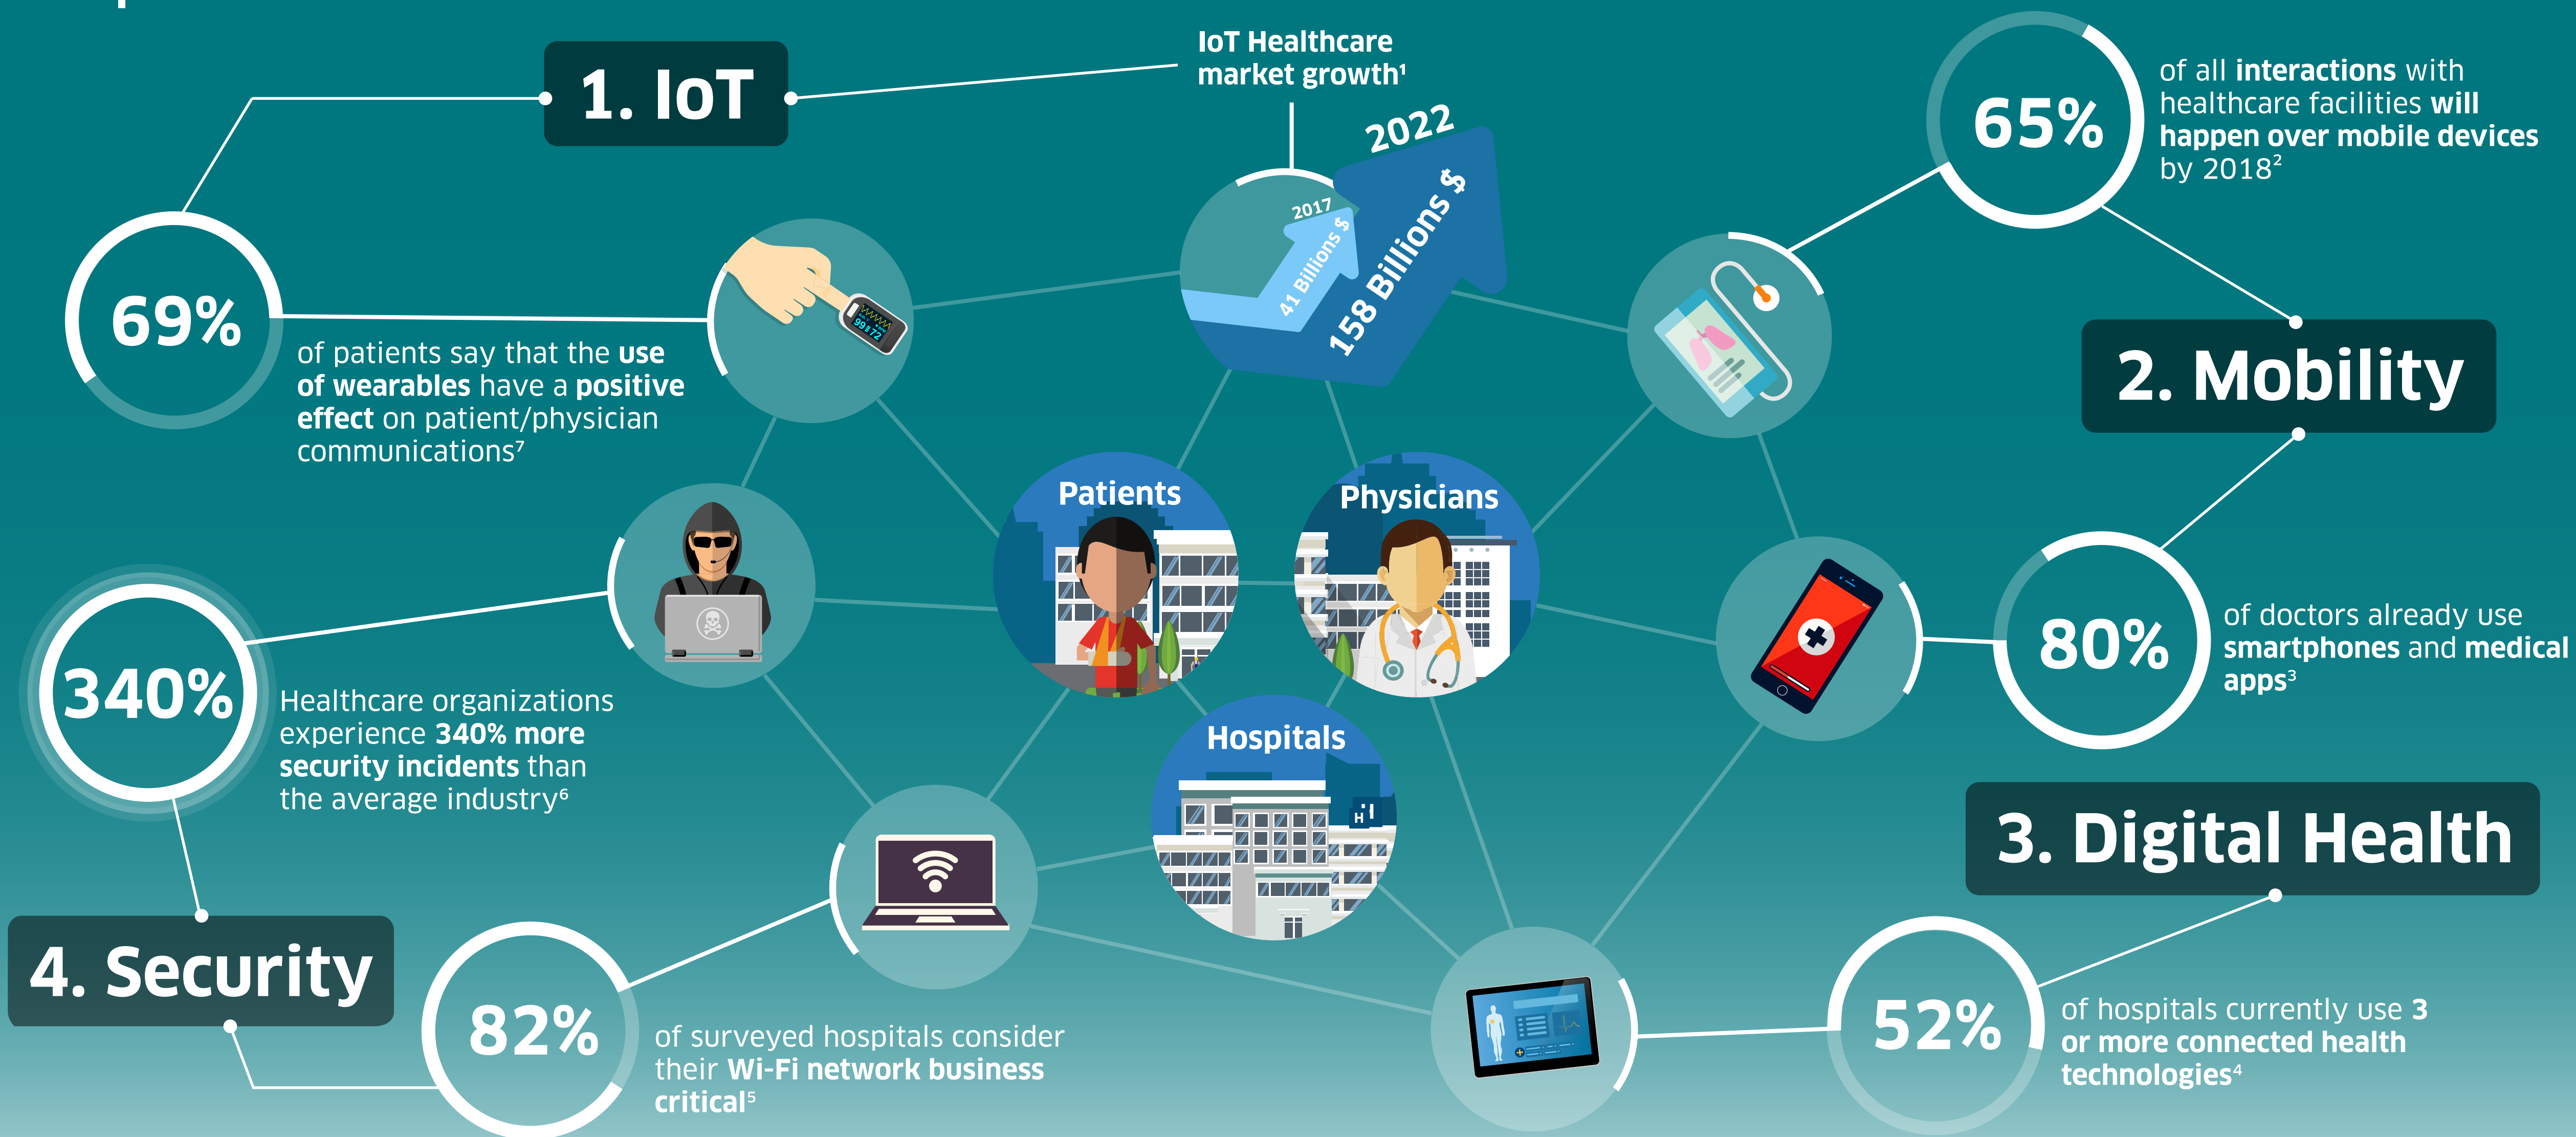 1. IoT
IoT Healthcare
market growth¹
2022
158 Billions $
2017
41 Billions $
65%
of all interactions with
healthcare facilities will
happen over mobile devices
by 2018²
69%
of patients say that the use
of wearables have a positive
effect on patient/physician
communications⁷
99 72
2. Mobility
Patients
Physicians
80%
of doctors already use
smartphones and medical
apps³
340%
Healthcare organizations
experience 340% more
security incidents than
the average industry⁶
Hospitals
H
H
3. Digital Health
4. Security
82%
of surveyed hospitals consider
their Wi-Fi network business
critical⁵
52%
of hospitals currently use 3
or more connected health
technologies⁴